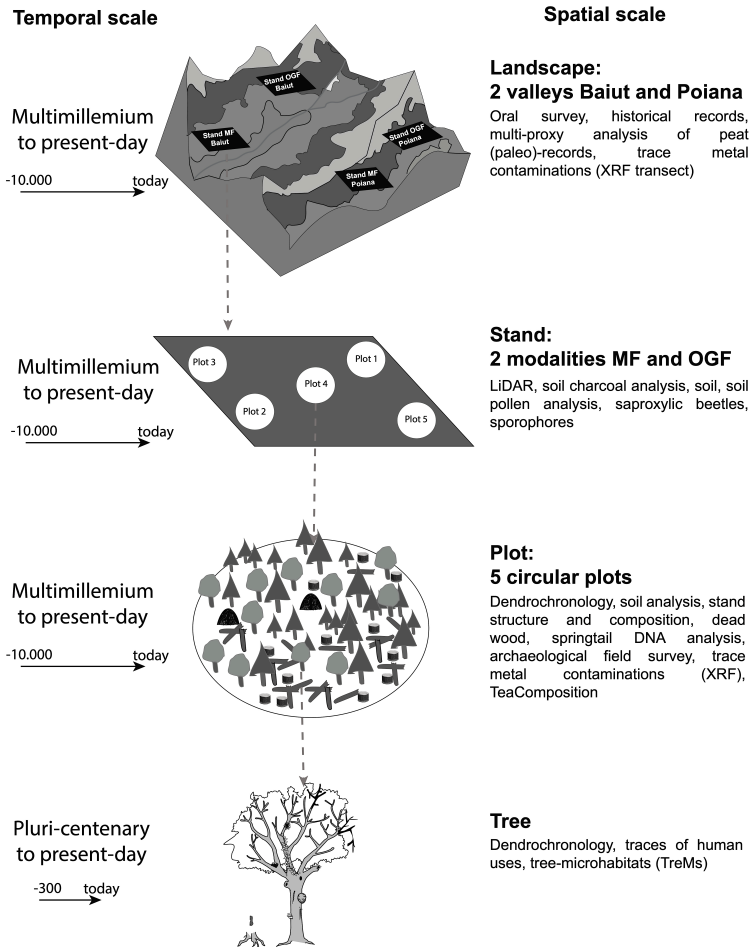 Temporal scale
Spatial scale
Landscape:
2 valleys Baiut and Poiana
Oral survey, historical records,
multi-proxy analysis of peat
(paleo)-records, trace metal
contaminations (XRF transect)
Multimillemium
to present-day
-10.000 today
Stand OGF
Baiut
Stand MF
Baiut
Stand OGF
Poiana
Stand MF
Poiana
Stand:
2 modalities MF and OGF
LiDAR, soil charcoal analysis, soil, soil
pollen analysis, saproxylic beetles,
sporophores
Multimillemium
to present-day
-10.000 today
Plot 3
Plot 1
Plot 4
Plot 2
Plot 5
Plot:
5 circular plots
Dendrochronology, soil analysis, stand
structure and composition, dead
wood, springtail DNA analysis,
archaeological field survey, trace
metal contaminations (XRF),
TeaComposition
Multimillemium
to present-day
-10.000 today
Tree
Dendrochronology, traces of human
uses, tree-microhabitats (TreMs)
Pluri-centenary
to present-day
-300 today